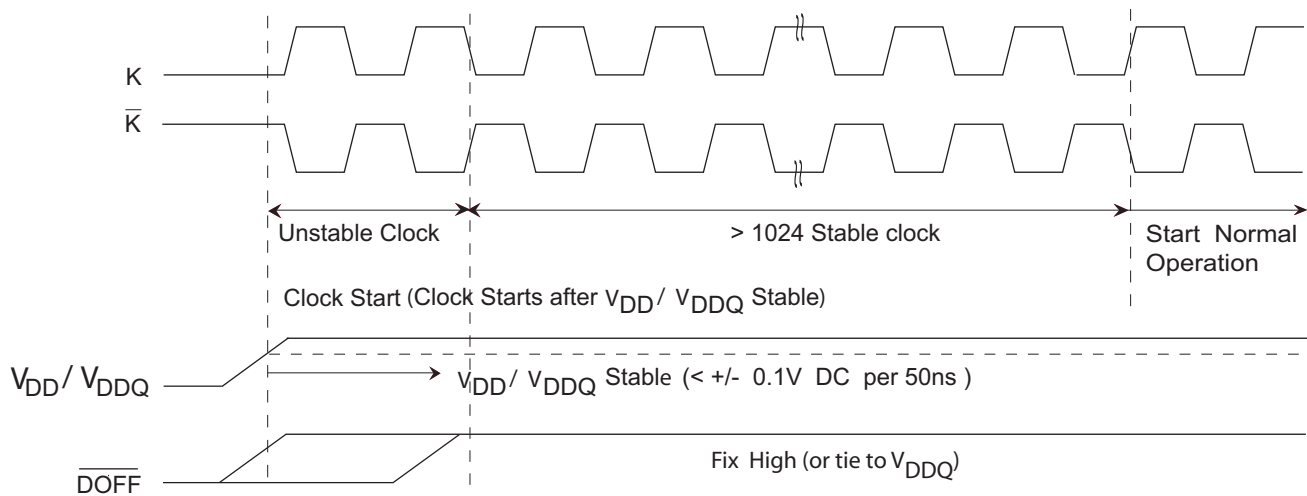 K
K̅
Unstable Clock
> 1024 Stable clock
Start Normal
Operation
Clock Start (Clock Starts after VDD / VDDQ Stable)
VDD / VDDQ
VDD / VDDQ Stable (< +/- 0.1V DC per 50ns )
Fix High (or tie to VDDQ)
D̅O̅F̅F̅